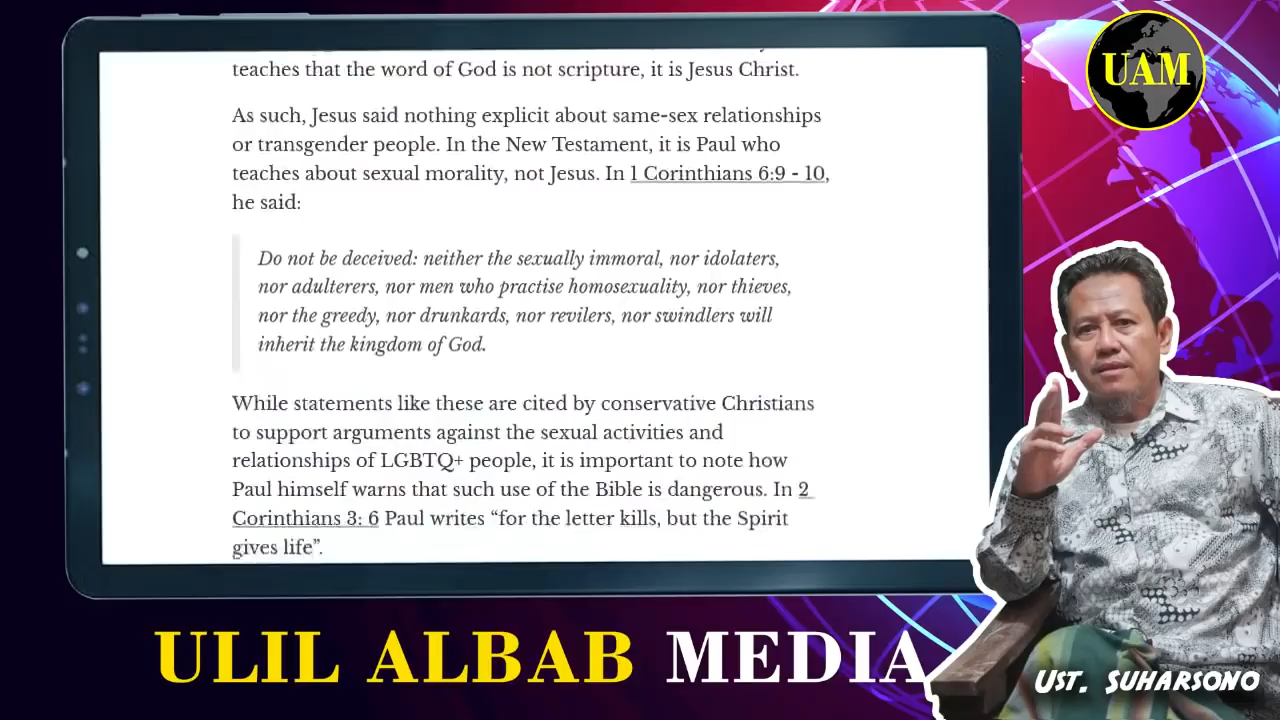 teaches that the word of God is not scripture, it is Jesus Christ.
As such, Jesus said nothing explicit about same-sex relationships
or transgender people. In the New Testament, it is Paul who
teaches about sexual morality, not Jesus. In 1 Corinthians 6:9 - 10,
he said:
Do not be deceived: neither the sexually immoral, nor idolaters,
nor adulterers, nor men who practise homosexuality, nor thieves,
nor the greedy, nor drunkards, nor revilers, nor swindlers will
inherit the kingdom of God.
While statements like these are cited by conservative Christians
to support arguments against the sexual activities and
relationships of LGBTQ+ people, it is important to note how
Paul himself warns that such use of the Bible is dangerous. In 2
Corinthians 3: 6 Paul writes “for the letter kills, but the Spirit
gives life”.
UAM
ULIL ALBAB MEDIA
UST. SUHARSONO